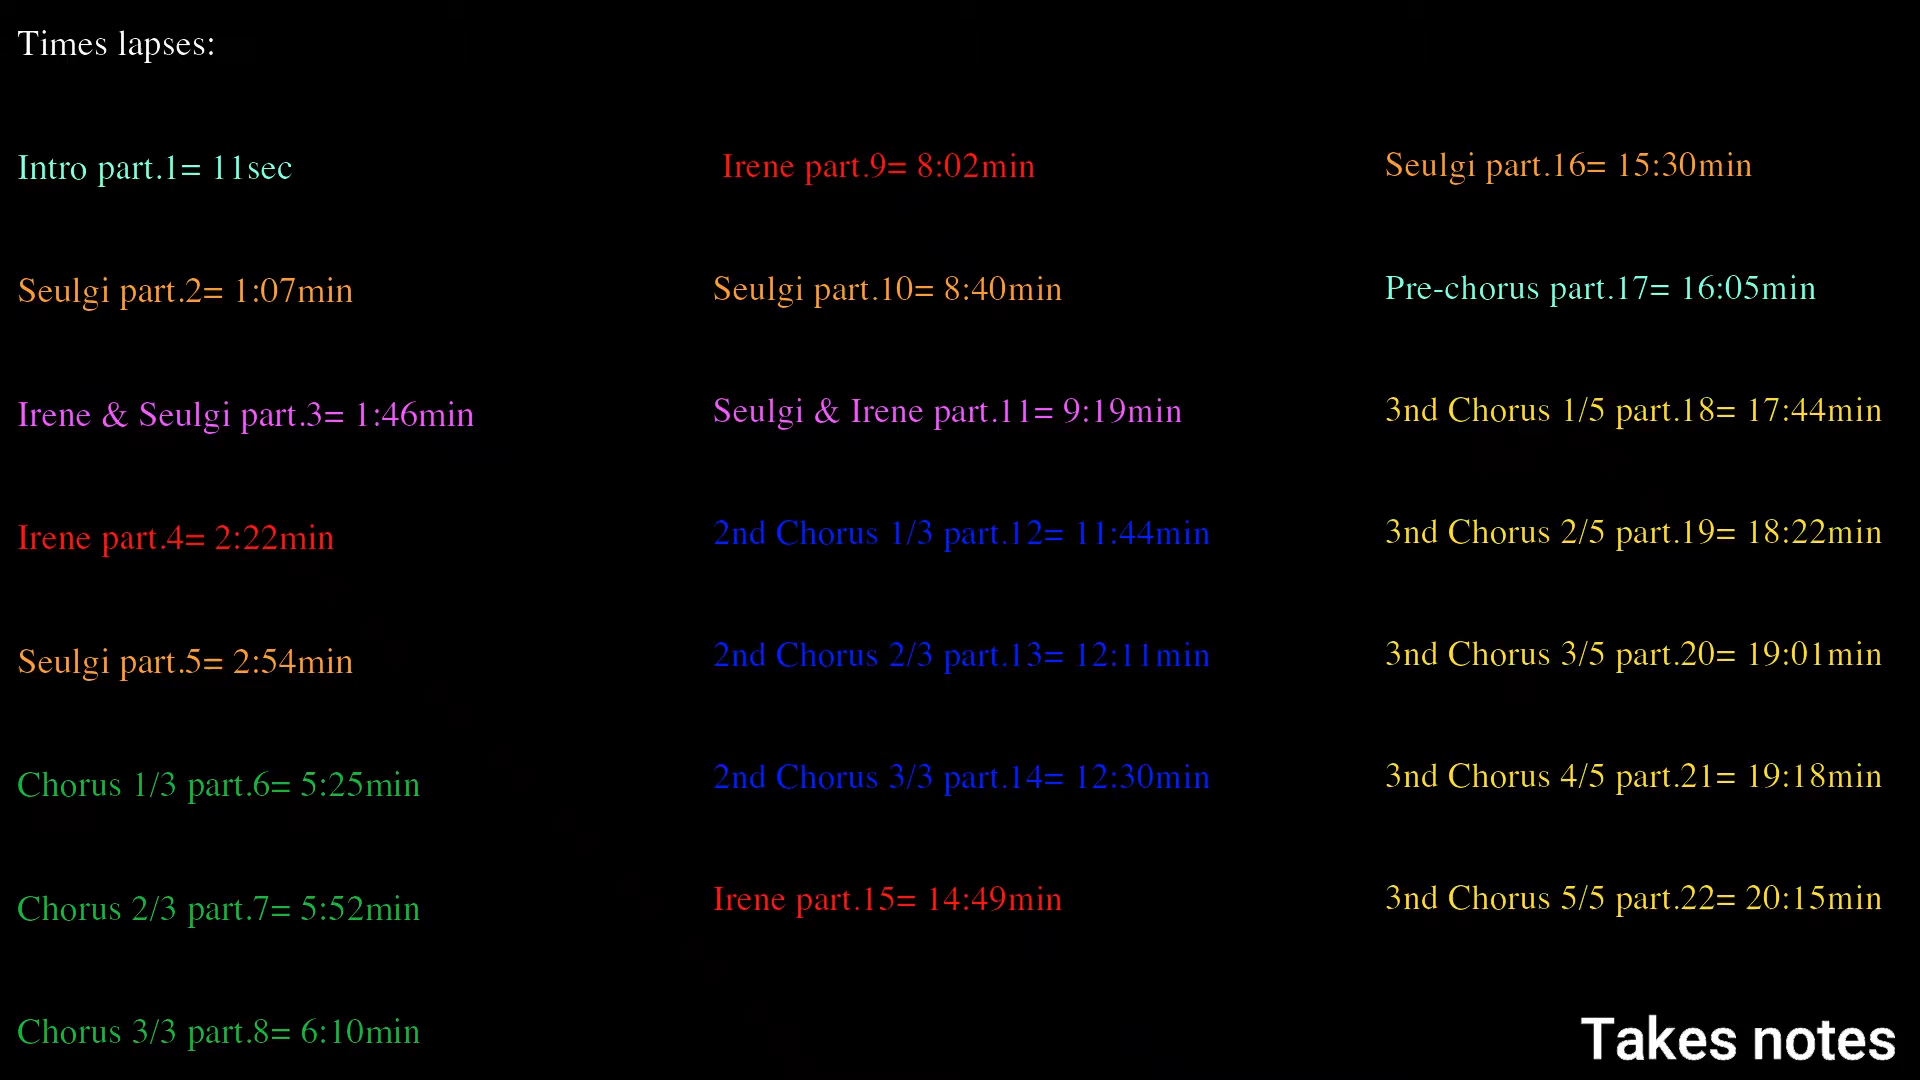 Times lapses:
Intro part.1= 11sec
Seulgi part.2= 1:07min
Irene & Seulgi part.3= 1:46min
Irene part.4= 2:22min
Seulgi part.5= 2:54min
Chorus 1/3 part.6= 5:25min
Chorus 2/3 part.7= 5:52min
Chorus 3/3 part.8= 6:10min
Irene part.9= 8:02min
Seulgi part.10= 8:40min
Seulgi & Irene part.11= 9:19min
2nd Chorus 1/3 part.12= 11:44min
2nd Chorus 2/3 part.13= 12:11min
2nd Chorus 3/3 part.14= 12:30min
Irene part.15= 14:49min
Seulgi part.16= 15:30min
Pre-chorus part.17= 16:05min
3nd Chorus 1/5 part.18= 17:44min
3nd Chorus 2/5 part.19= 18:22min
3nd Chorus 3/5 part.20= 19:01min
3nd Chorus 4/5 part.21= 19:18min
3nd Chorus 5/5 part.22= 20:15min
Takes notes